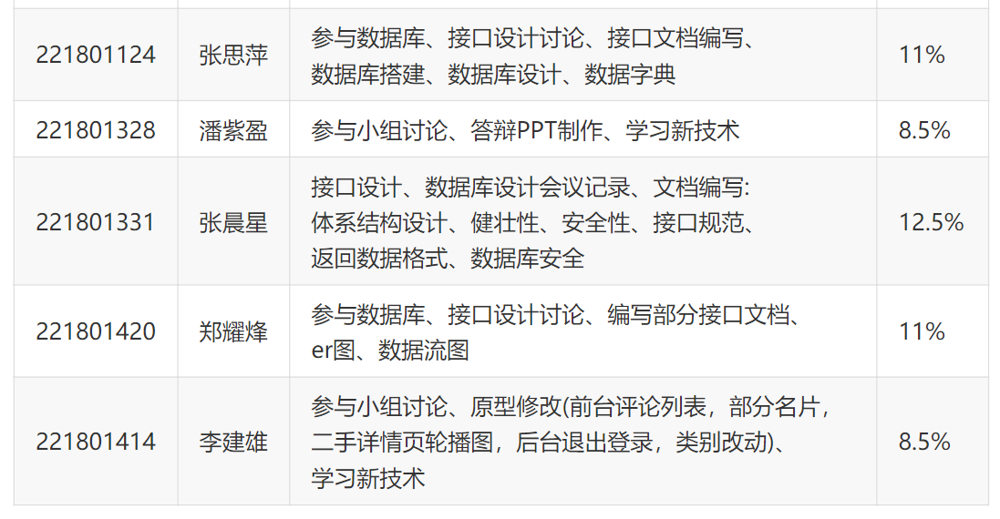 参与数据库、接口设计讨论、接口文档编写、
221801124 张思萍 11%
数据库搭建、数据库设计、数据字典
221801328 潘紫盈 参与小组讨论、答辩PPT制作、学习新技术 8.5%
接口设计、数据库设计会议记录、文档编写:
221801331 张晨星 体系结构设计、健壮性、安全性、接口规范、 12.5%
返回数据格式、数据库安全
参与数据库、接口设计讨论、编写部分接口文档、
221801420 郑耀烽 11%
er图、数据流图
参与小组讨论、原型修改(前台评论列表，部分名片，
221801414 李建雄 二手详情页轮播图，后台退出登录，类别改动)、 8.5%
学习新技术